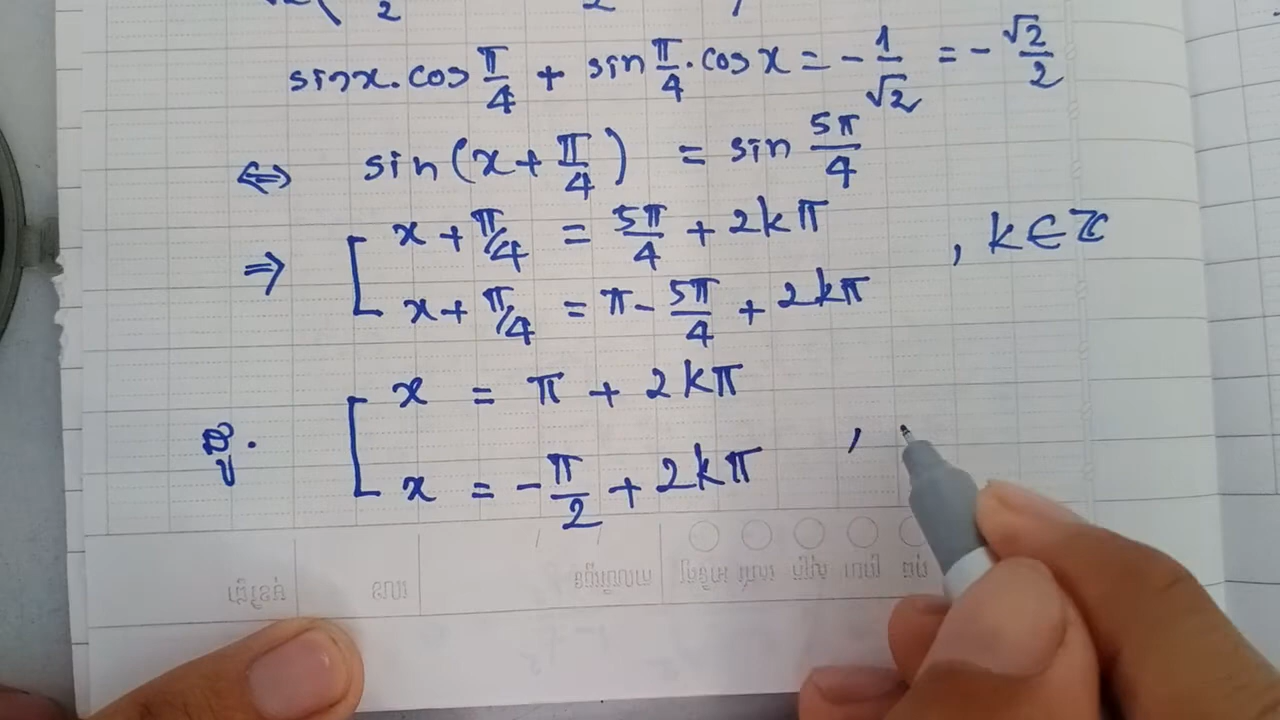 sinx.cos π/4 + sin π/4 . cos x = - 1/√2 = - √2/2
⇔ sin(x + π/4) = sin 5π/4
⇒ [ x + π/4 = 5π/4 + 2kπ
x + π/4 = π - 5π/4 + 2kπ , k ∈ ℤ
[ x = π + 2kπ
x = - π/2 + 2kπ ,